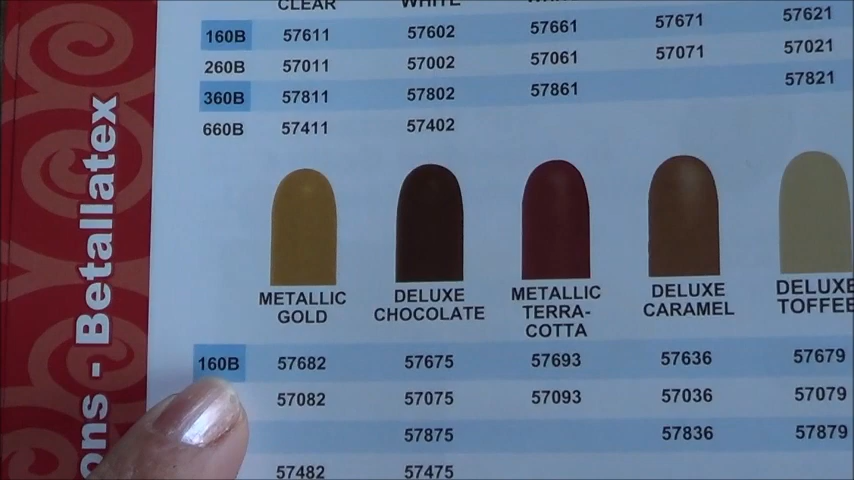 CLEAR WHITE
160B 57611 57602 57661 57671 57621
260B 57011 57002 57061 57071 57021
360B 57811 57802 57861 57821
660B 57411 57402
METALLIC GOLD
DELUXE CHOCOLATE
METALLIC TERRA-COTTA
DELUXE CARAMEL
DELUXE TOFFEE
160B 57682 57675 57693 57636 57679
57082 57075 57093 57036 57079
57875 57836 57879
57482 57475
ons - Betallatex